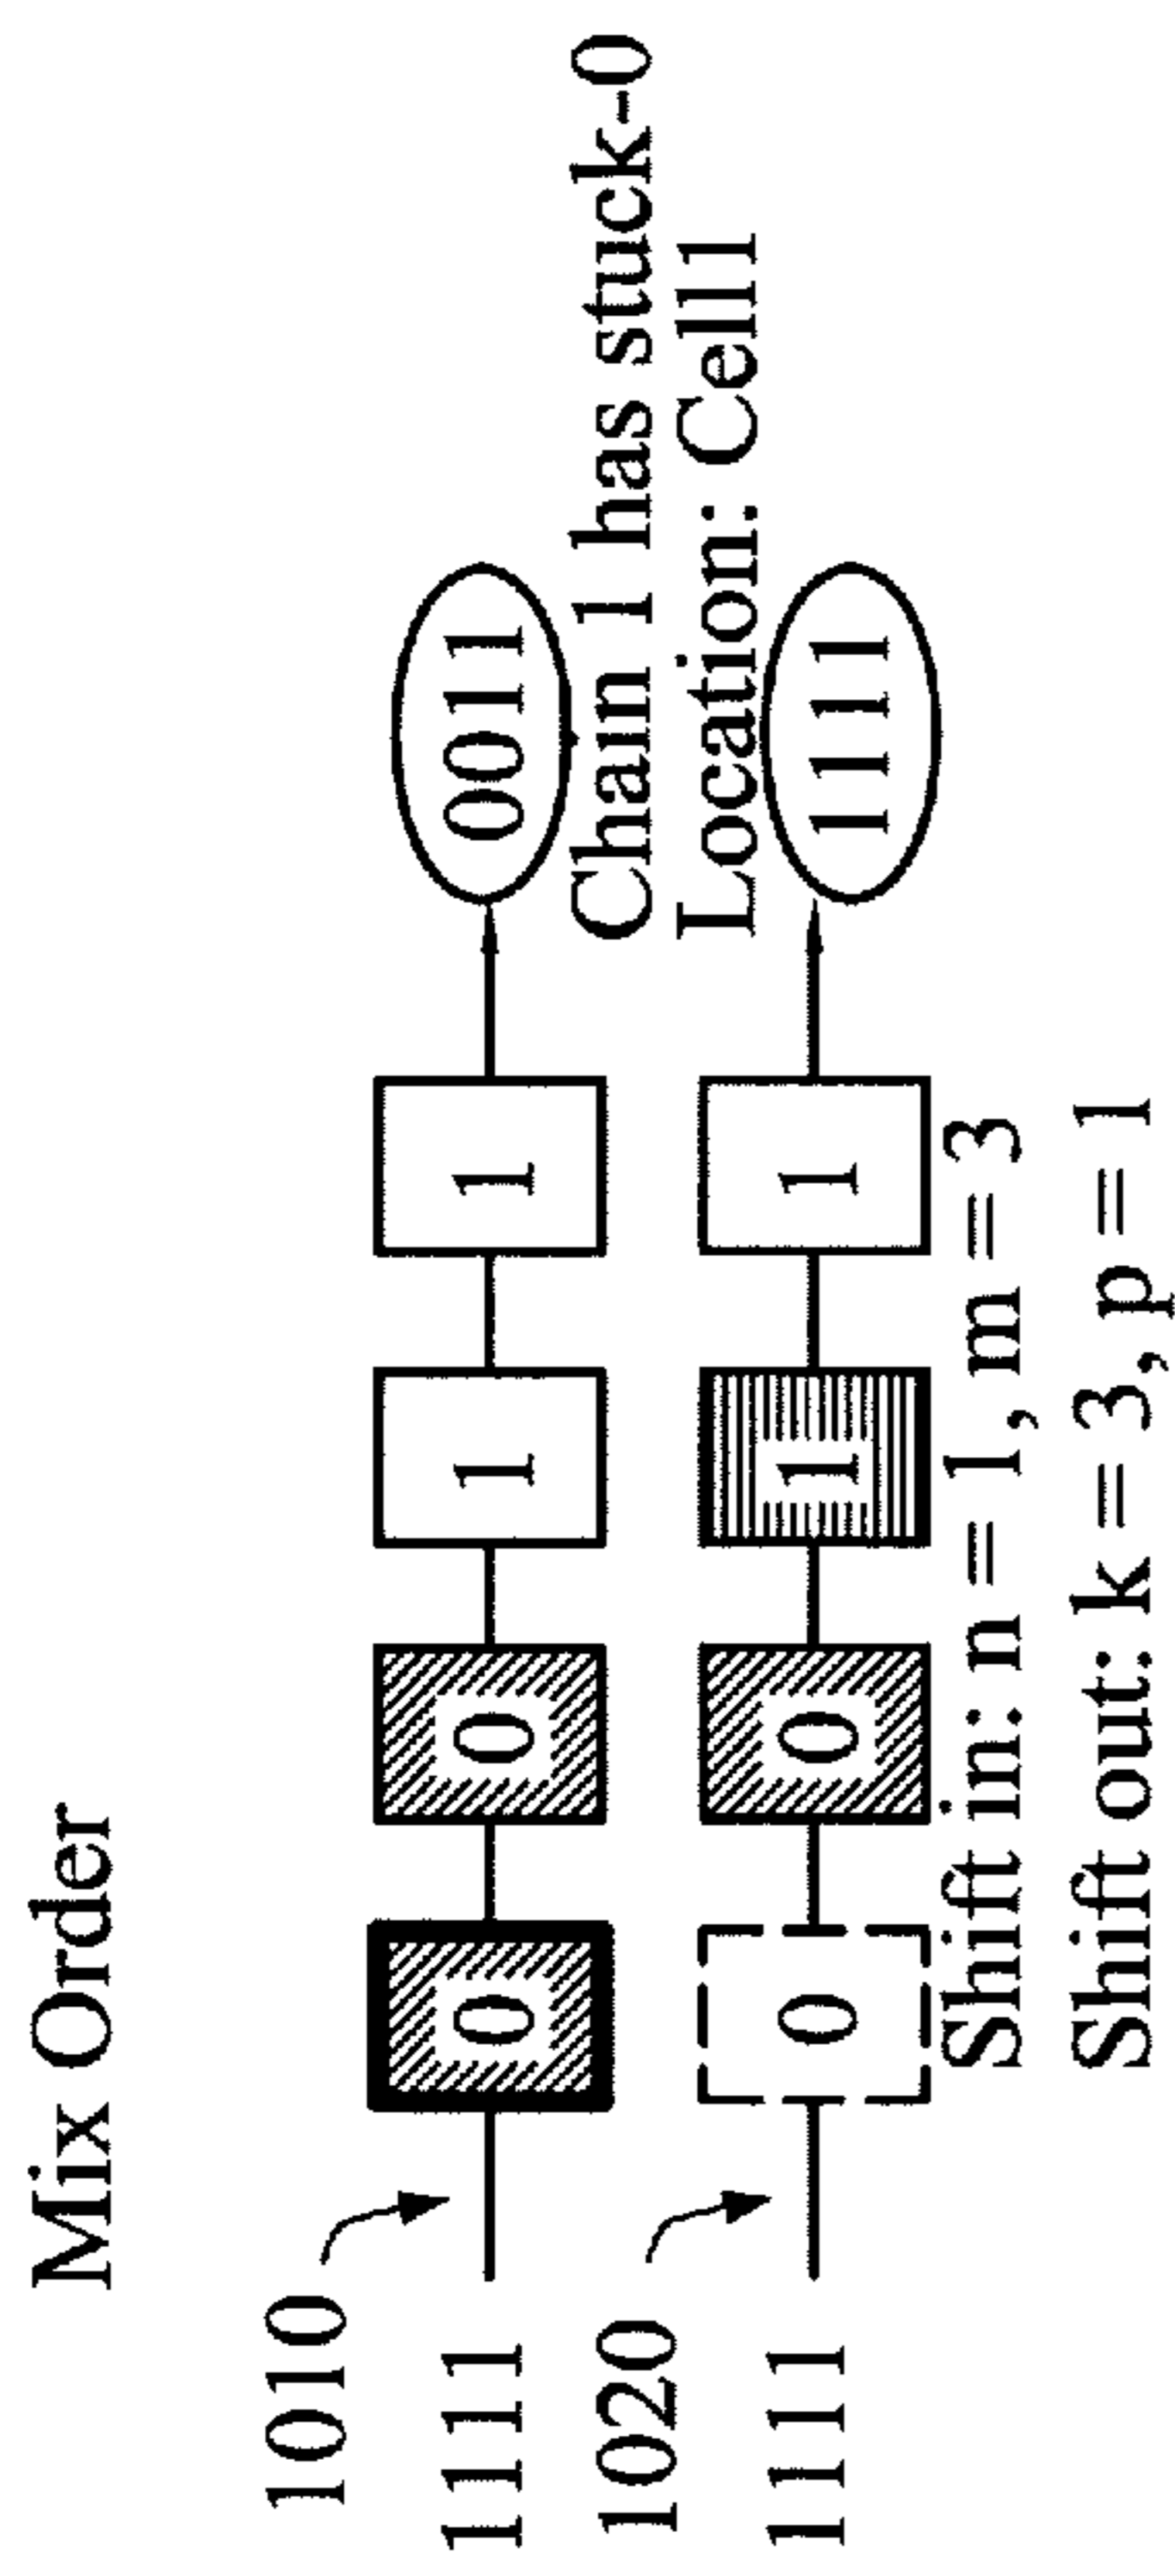 Mix Order
1010
1111 0 0 1 1 0011
Chain 1 has stuck-0
Location: Cell1
1020
1111 0 0 1 1 1111
Shift in: n = 1, m = 3
Shift out: k = 3, p = 1